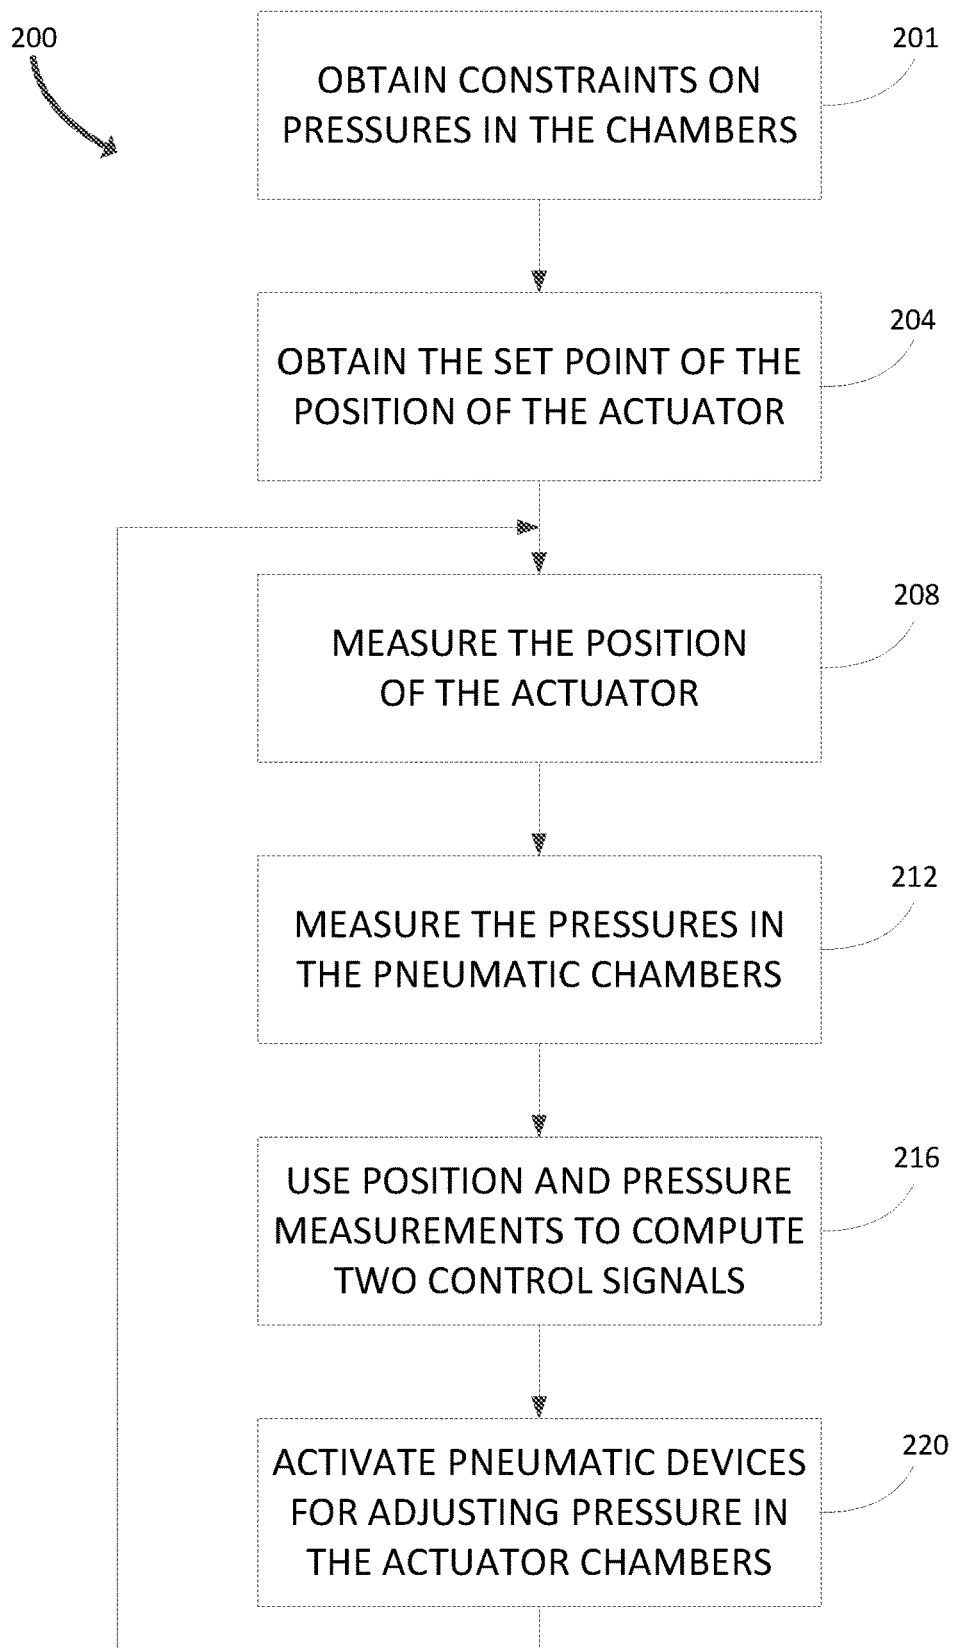 200
201
OBTAIN CONSTRAINTS ON
PRESSURES IN THE CHAMBERS
204
OBTAIN THE SET POINT OF THE
POSITION OF THE ACTUATOR
208
MEASURE THE POSITION
OF THE ACTUATOR
212
MEASURE THE PRESSURES IN
THE PNEUMATIC CHAMBERS
216
USE POSITION AND PRESSURE
MEASUREMENTS TO COMPUTE
TWO CONTROL SIGNALS
220
ACTIVATE PNEUMATIC DEVICES
FOR ADJUSTING PRESSURE IN
THE ACTUATOR CHAMBERS